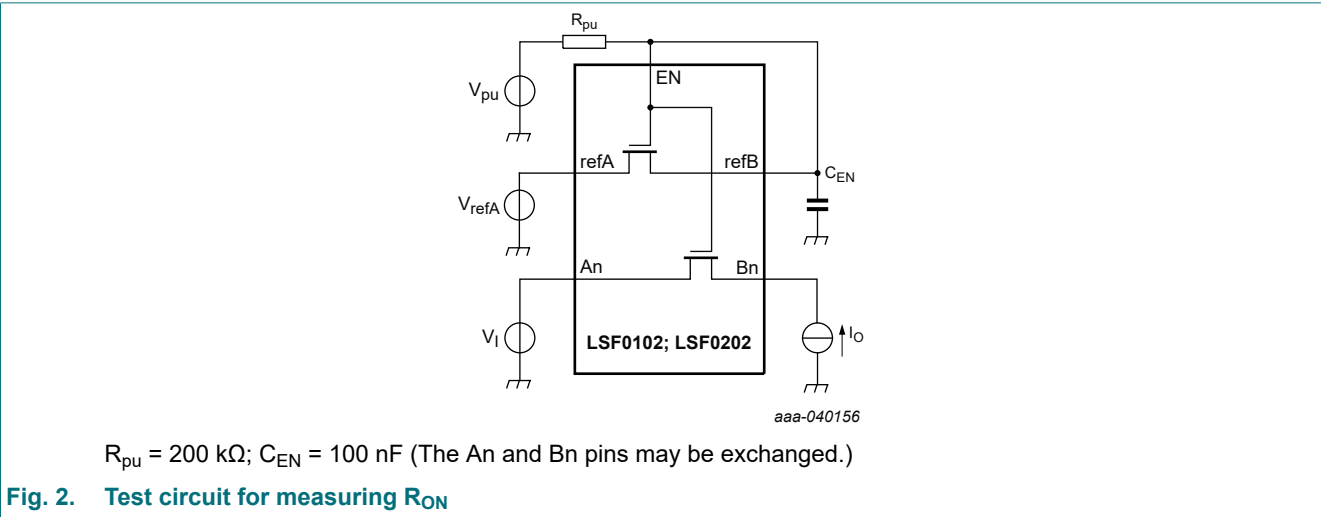 Rpu
EN
Vpu
refA
refB
CEN
VrefA
An
Bn
VI
LSF0102; LSF0202
IO
aaa-040156
Rpu = 200 kΩ; CEN = 100 nF (The An and Bn pins may be exchanged.)
Fig. 2. Test circuit for measuring RON